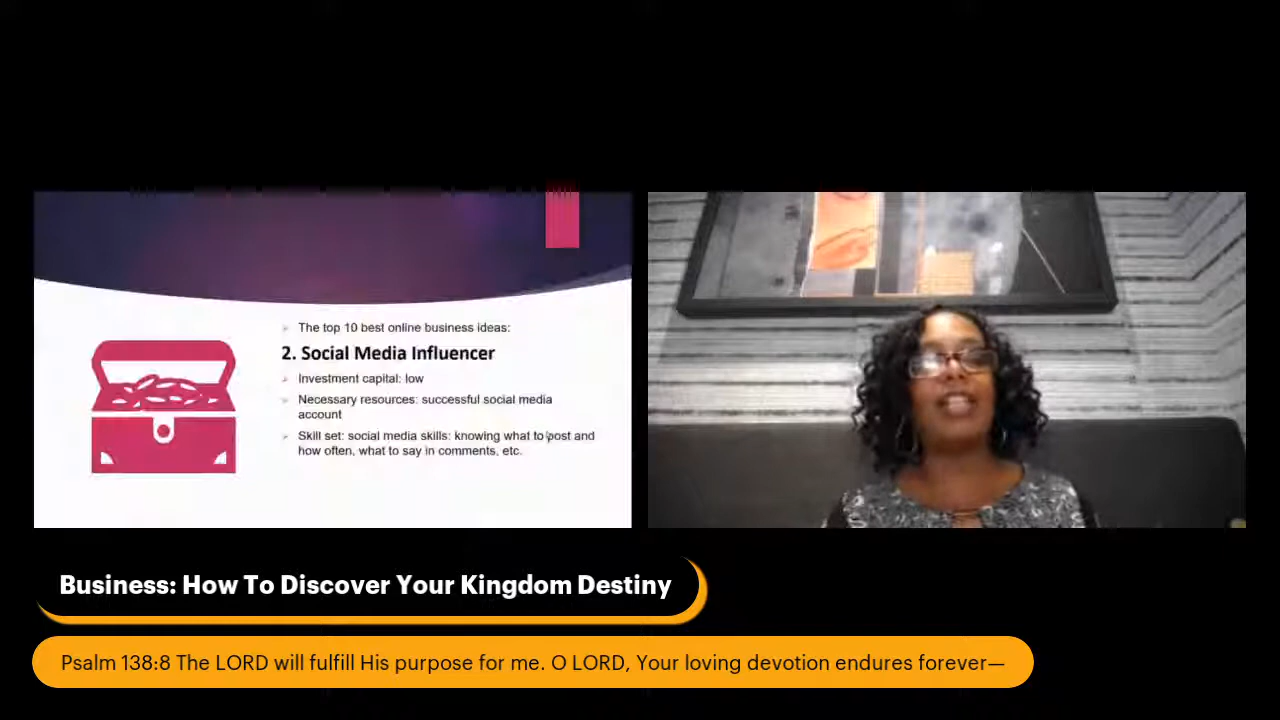 The top 10 best online business ideas:
2. Social Media Influencer
Investment capital: low
Necessary resources: successful social media
account
Skill set: social media skills: knowing what to post and
how often, what to say in comments, etc.
Business: How To Discover Your Kingdom Destiny
Psalm 138:8 The LORD will fulfill His purpose for me. O LORD, Your loving devotion endures forever—